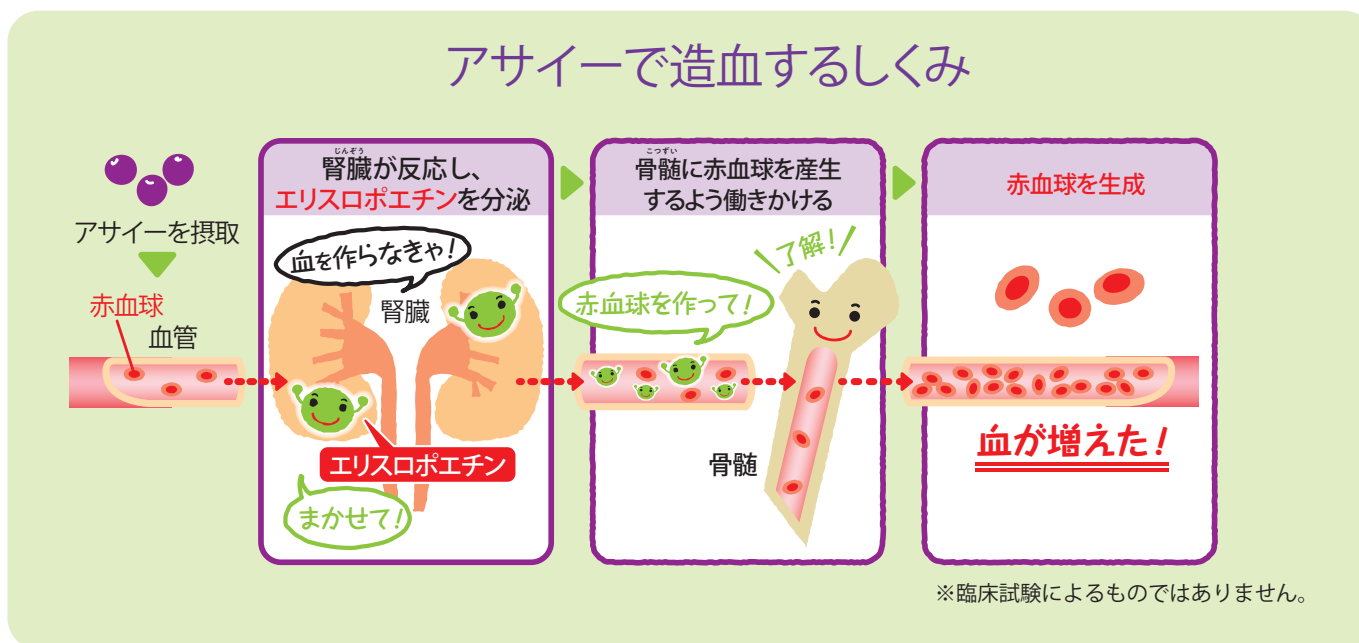 アサイーで造血するしくみ
アサイーを摂取
赤血球
血管
じんぞう
腎臓が反応し、
エリスロポエチンを分泌
血を作らなきゃ!
腎臓
エリスロポエチン
まかせて!
こつずい
骨髄に赤血球を産生
するよう働きかける
了解!
赤血球を作って!
骨髄
赤血球を生成
血が増えた!
※臨床試験によるものではありません。